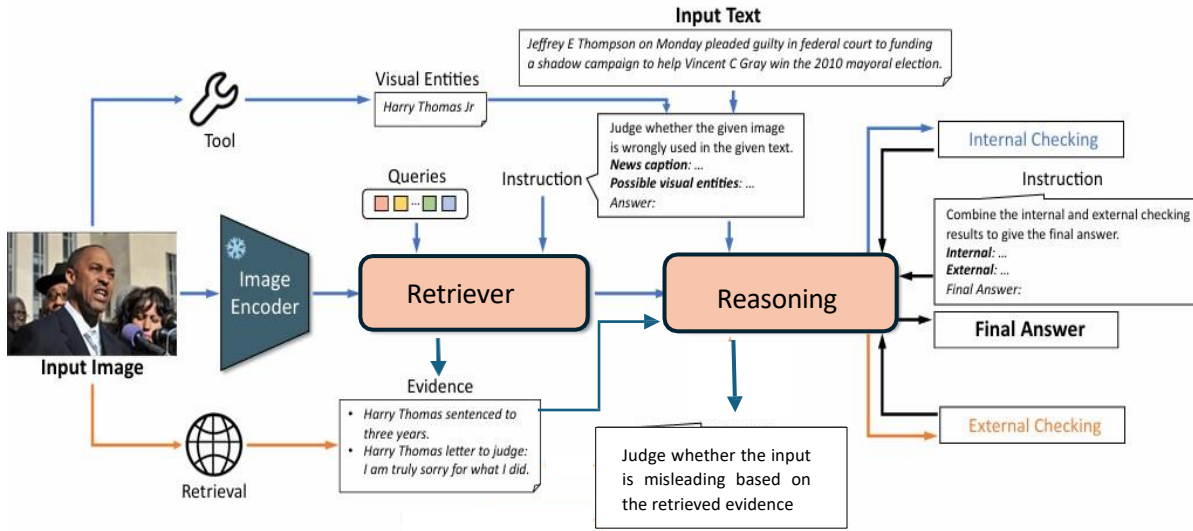 Input Text
Jeffrey E Thompson on Monday pleaded guilty in federal court to funding
a shadow campaign to help Vincent C Gray win the 2010 mayoral election.
Visual Entities
Harry Thomas Jr
Tool
Judge whether the given image
is wrongly used in the given text.
News caption: ...
Possible visual entities: ...
Answer:
Internal Checking
Queries
...
Instruction
Instruction
Combine the internal and external checking
results to give the final answer.
Internal: ...
External: ...
Final Answer:
Image
Encoder
Retriever
Reasoning
Final Answer
Input Image
Evidence
• Harry Thomas sentenced to
three years.
• Harry Thomas letter to judge:
I am truly sorry for what I did.
Retrieval
External Checking
Judge whether the input
is misleading based on
the retrieved evidence